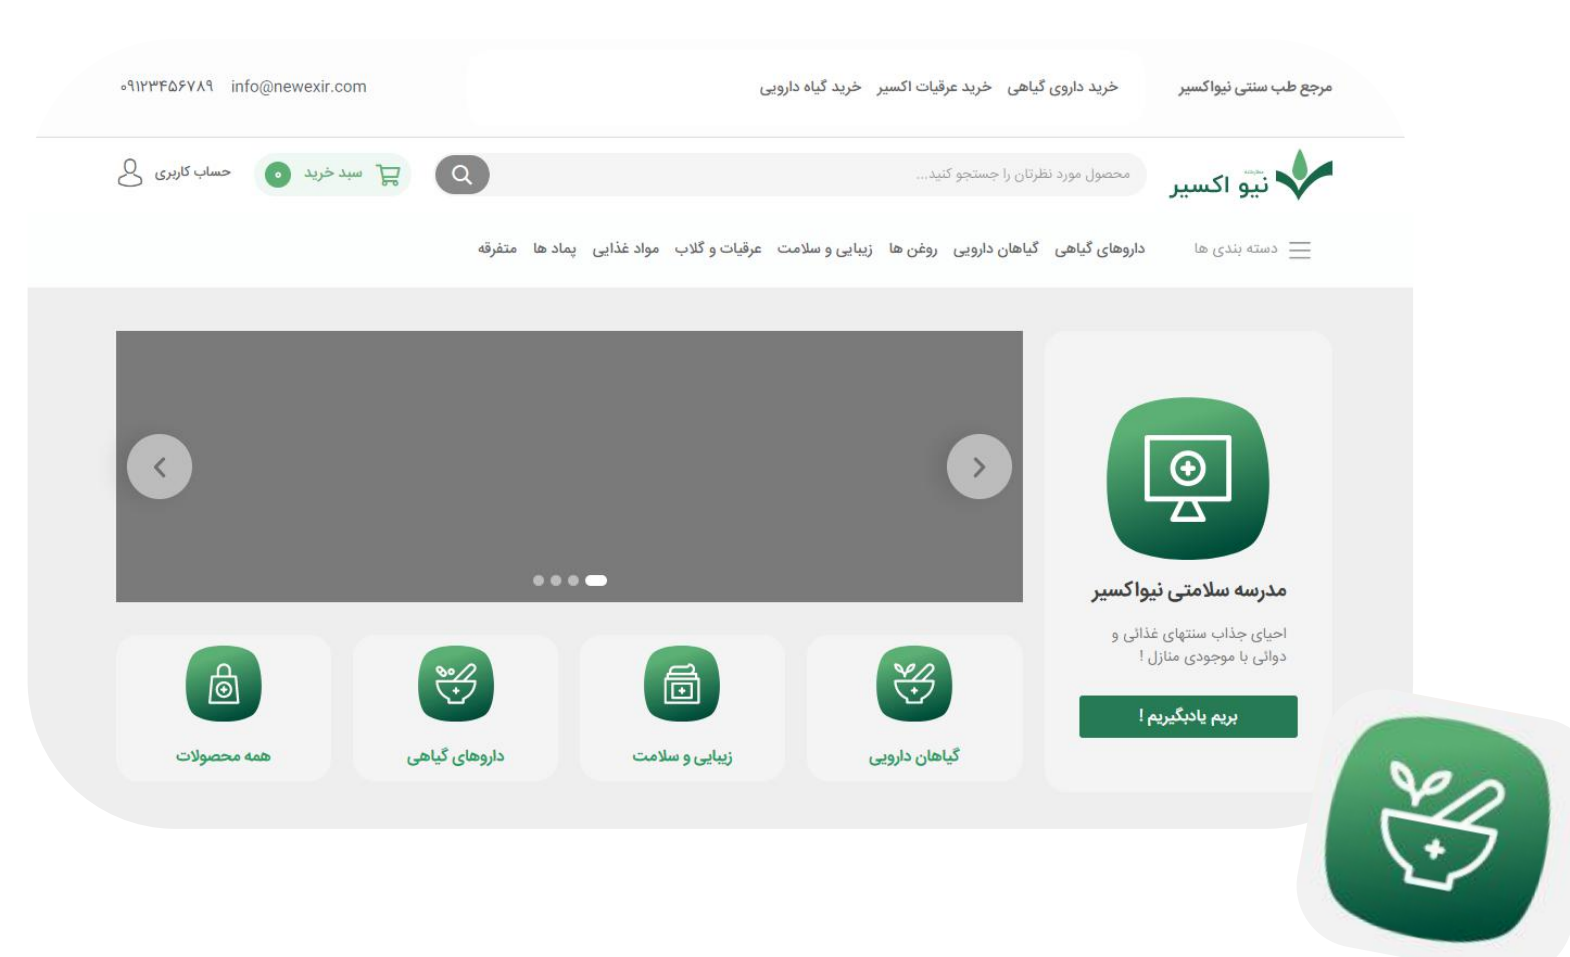 مرجع طب سنتی نیواکسیر
خرید داروی گیاهی خرید عرقیات اکسیر خرید گیاه دارویی
info@newexir.com ۰۹۱۲۳۴۵۶۷۸۹
نیو اکسیر
محصول مورد نظرتان را جستجو کنید...
سبد خرید ۰
حساب کاربری
دسته بندی ها
داروهای گیاهی گیاهان دارویی روغن ها زیبایی و سلامت عرقیات و گلاب مواد غذایی پماد ها متفرقه
مدرسه سلامتی نیواکسیر
احیای جذاب سنتهای غذائی و
دوائی با موجودی منازل !
بریم یادبگیریم !
گیاهان دارویی
زیبایی و سلامت
داروهای گیاهی
همه محصولات